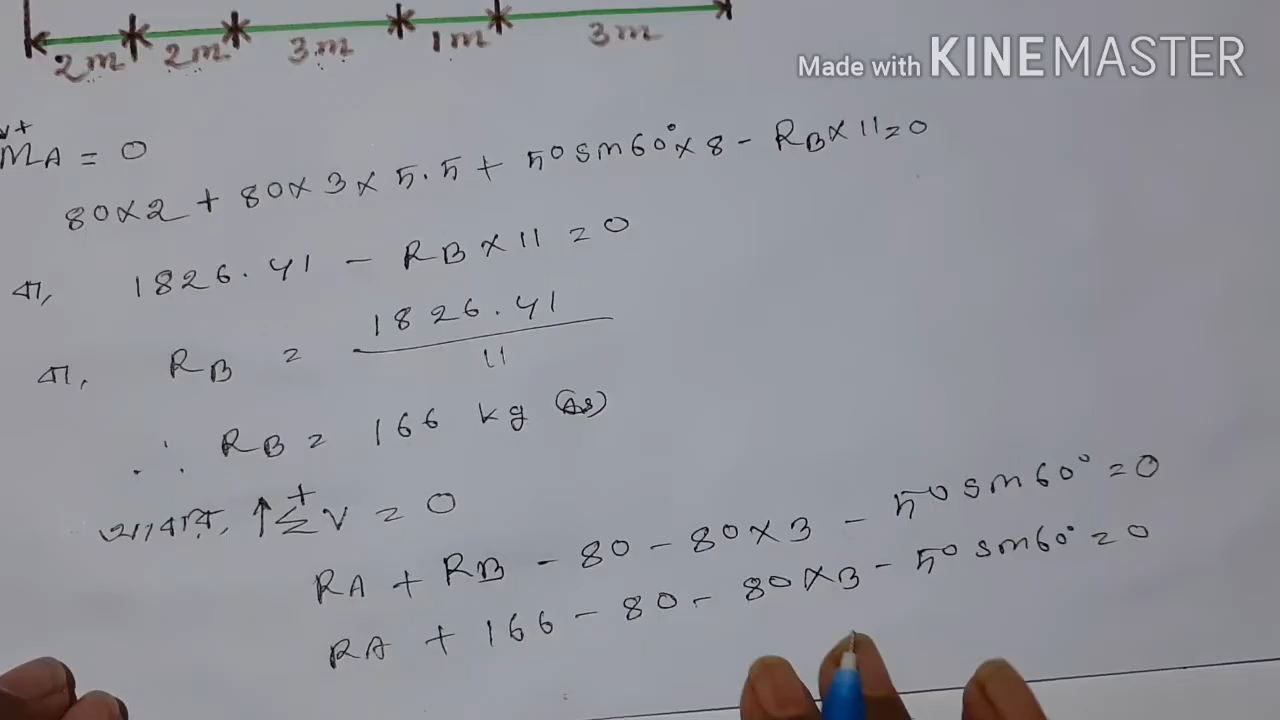 2m 2m 3m 1m 3m
Made with KINEMASTER
MA = 0
80×2 + 80×3×5.5 + 50 sin60°×8 - RB×11=0
বা, 1826.41 - RB×11 = 0
বা, RB = 1826.41
11
∴ RB = 166 kg (As)
আবার, ↑Σ⁺V = 0
RA + RB - 80 - 80×3 - 50 sin60° = 0
RA + 166 - 80 - 80×3 - 50 sin60° = 0